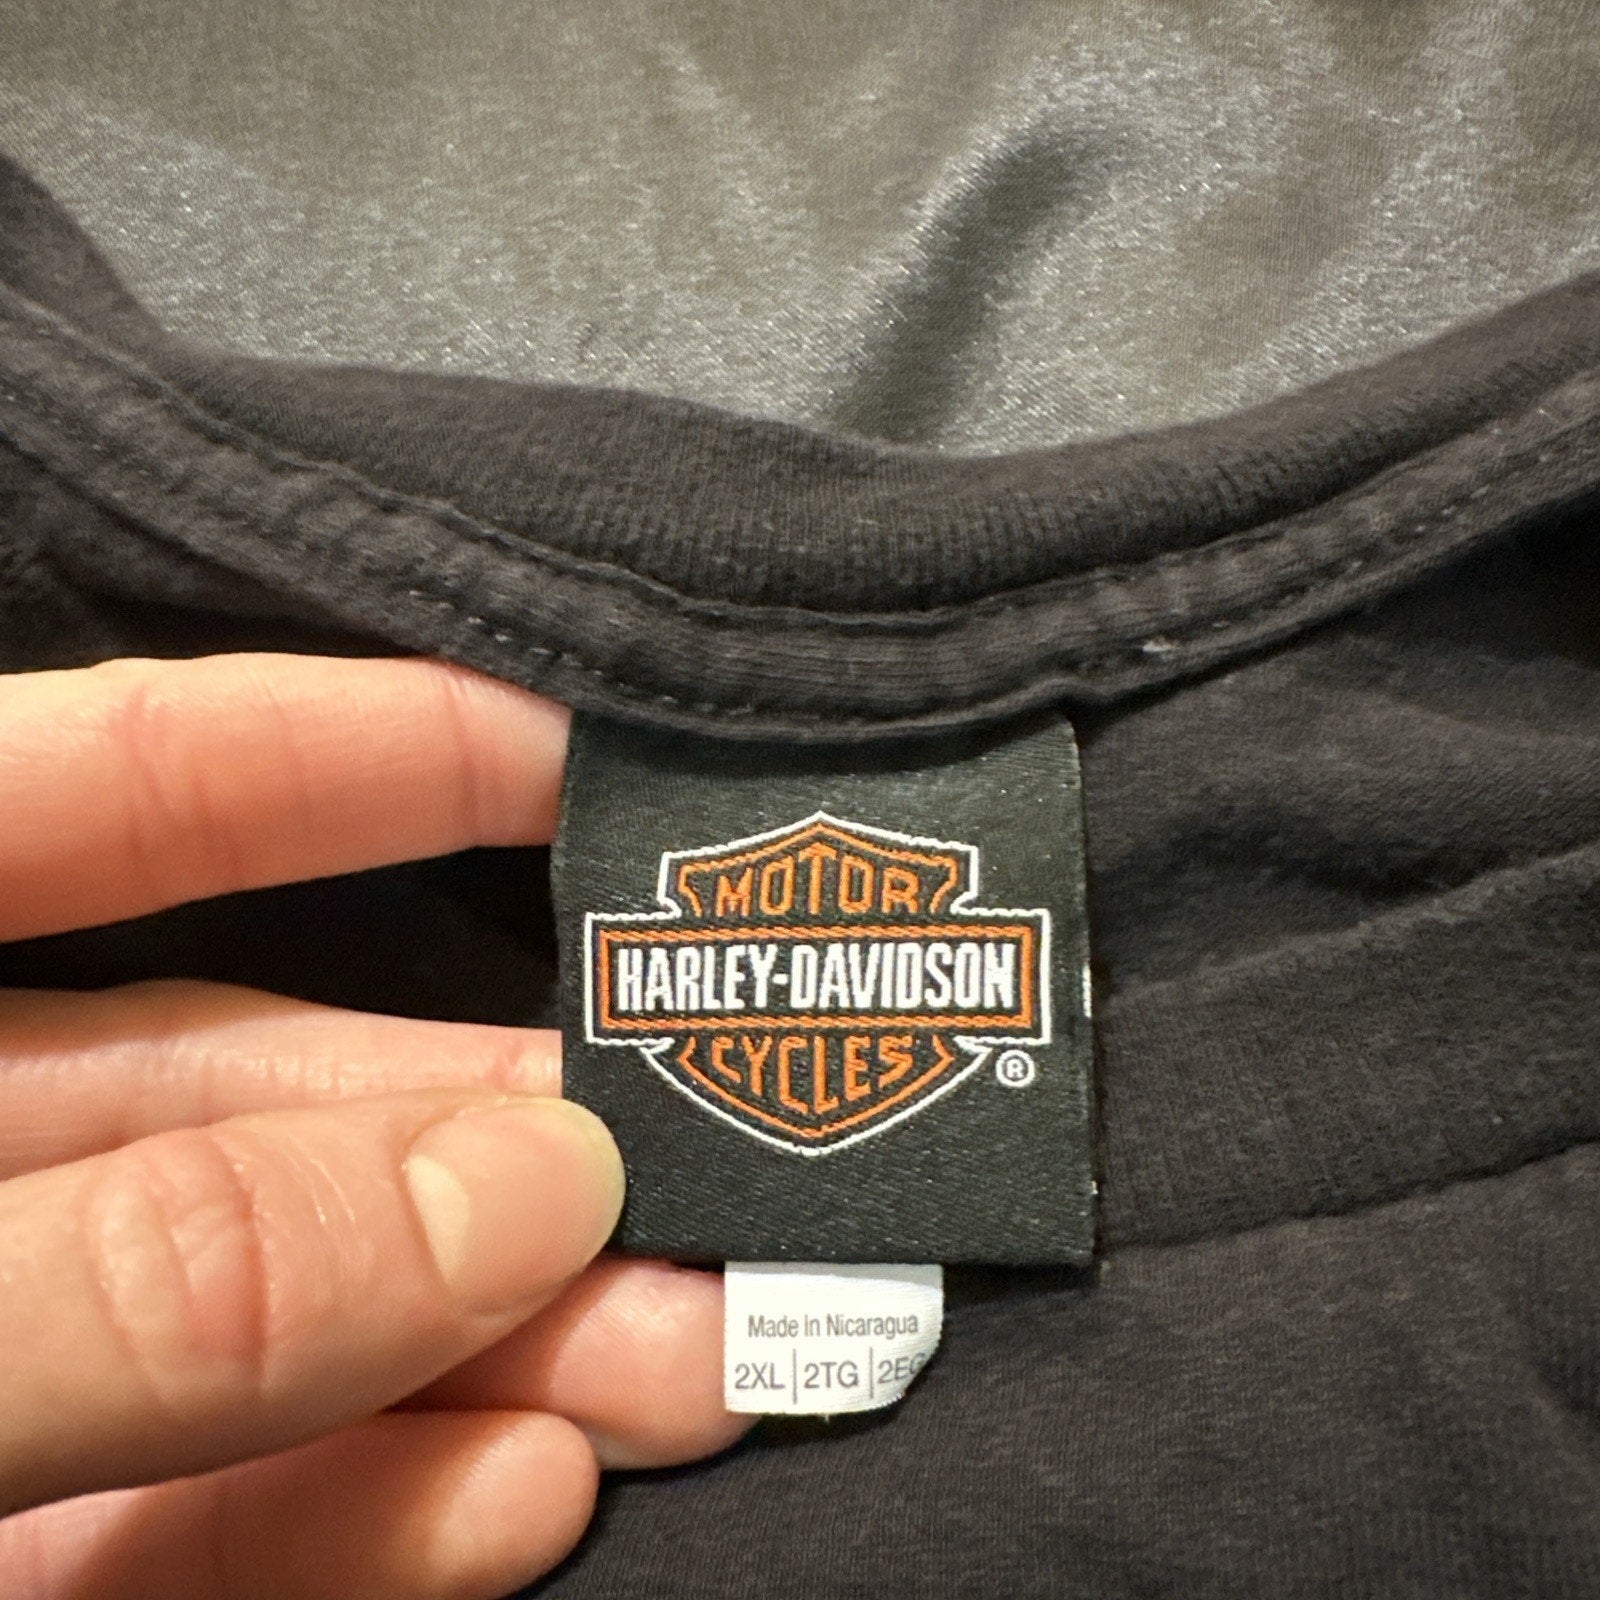 MOTOR
HARLEY-DAVIDSON
CYCLES
®
Made In Nicaragua
2XL | 2TG |